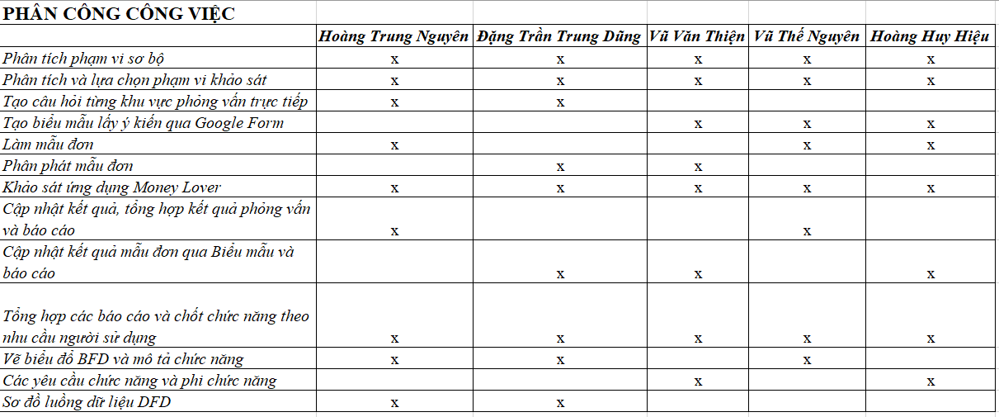 PHÂN CÔNG CÔNG VIỆC
Hoàng Trung Nguyên Đặng Trần Trung Dũng Vũ Văn Thiện Vũ Thế Nguyên Hoàng Huy Hiệu
Phân tích phạm vi sơ bộ x x x x x
Phân tích và lựa chọn phạm vi khảo sát x x x x x
Tạo câu hỏi từng khu vực phỏng vấn trực tiếp x x
Tạo biểu mẫu lấy ý kiến qua Google Form x x x
Làm mẫu đơn x x x
Phân phát mẫu đơn x x
Khảo sát ứng dụng Money Lover x x x x x
Cập nhật kết quả, tổng hợp kết quả phỏng vấn
và báo cáo x x
Cập nhật kết quả mẫu đơn qua Biểu mẫu và
báo cáo x x x
Tổng hợp các báo cáo và chốt chức năng theo
nhu cầu người sử dụng x x x x x
Vẽ biểu đổ BFD và mô tả chức năng x x x
Các yêu cầu chức năng và phi chức năng x x
Sơ đồ luồng dữ liệu DFD x x